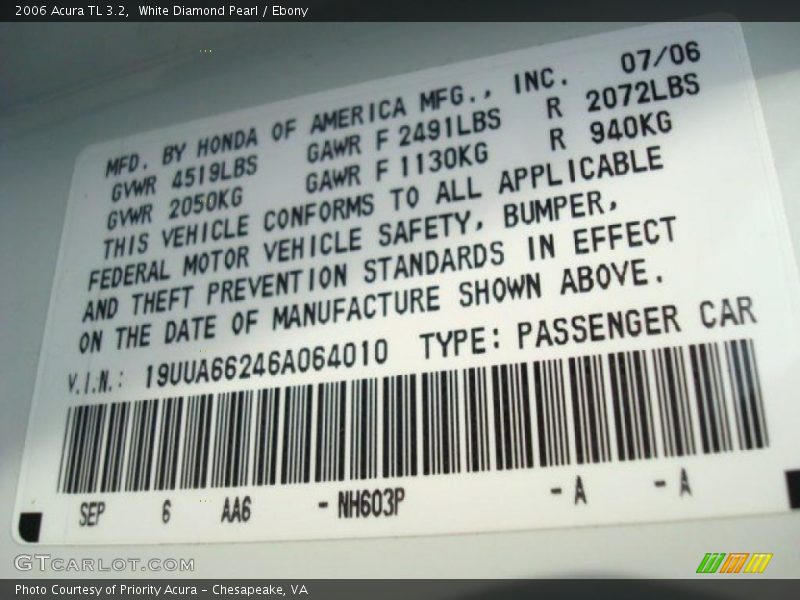 2006 Acura TL 3.2,  White Diamond Pearl / Ebony
MFD. BY HONDA OF AMERICA MFG., INC. 07/06
GVWR 4519LBS GAWR F 2491LBS R 2072LBS
GVWR 2050KG GAWR F 1130KG R 940KG
THIS VEHICLE CONFORMS TO ALL APPLICABLE
FEDERAL MOTOR VEHICLE SAFETY, BUMPER,
AND THEFT PREVENTION STANDARDS IN EFFECT
ON THE DATE OF MANUFACTURE SHOWN ABOVE.
V.I.N.: 19UUA66246A064010 TYPE: PASSENGER CAR
SEP 6 AA6 - NH603P - A - A
GTCARLOT.COM
Photo Courtesy of Priority Acura - Chesapeake, VA